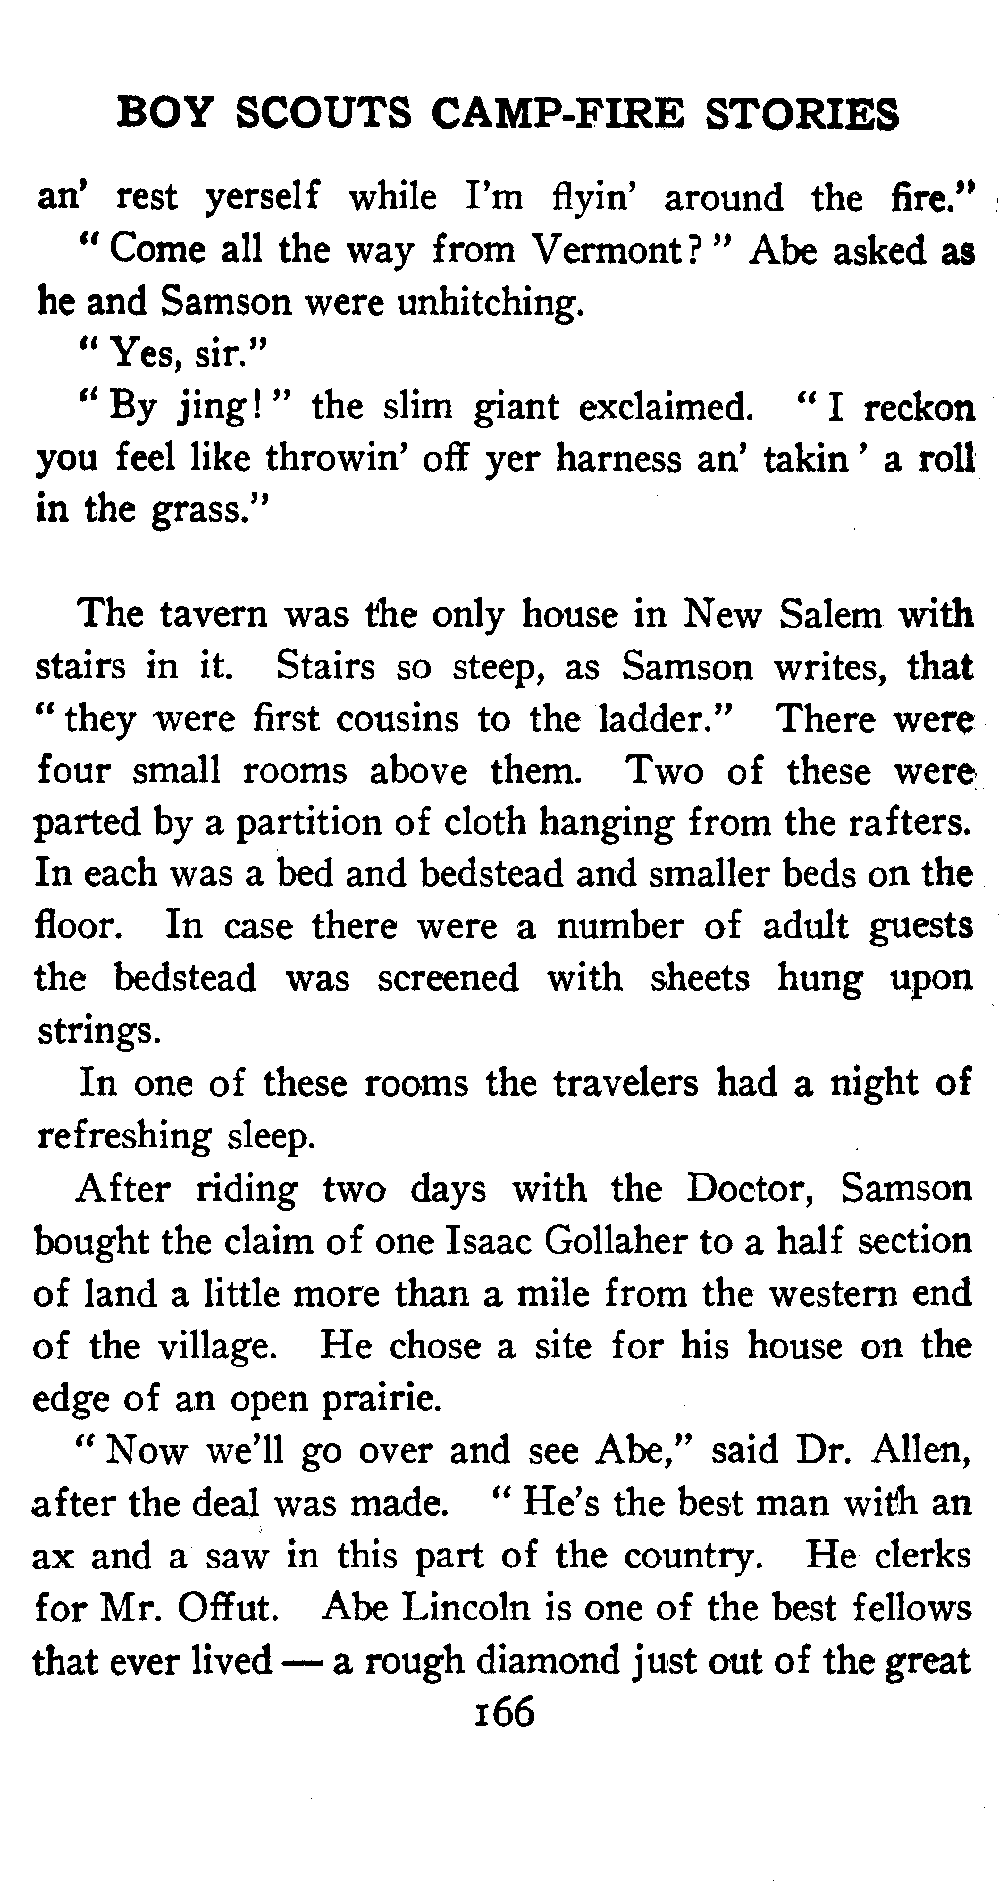 BOY SCOUTS CAMP-FIRE STORIES
an' rest yerself while I'm flyin' around the fire."
" Come all the way from Vermont? " Abe asked as
he and Samson were unhitching.
" Yes, sir."
" By jing! " the slim giant exclaimed. " I reckon
you feel like throwin' off yer harness an' takin ' a roll
in the grass."
The tavern was the only house in New Salem with
stairs in it. Stairs so steep, as Samson writes, that
" they were first cousins to the ladder." There were
four small rooms above them. Two of these were
parted by a partition of cloth hanging from the rafters.
In each was a bed and bedstead and smaller beds on the
floor. In case there were a number of adult guests
the bedstead was screened with sheets hung upon
strings.
In one of these rooms the travelers had a night of
refreshing sleep.
After riding two days with the Doctor, Samson
bought the claim of one Isaac Gollaher to a half section
of land a little more than a mile from the western end
of the village. He chose a site for his house on the
edge of an open prairie.
" Now we'll go over and see Abe," said Dr. Allen,
after the deal was made. " He's the best man with an
ax and a saw in this part of the country. He clerks
for Mr. Offut. Abe Lincoln is one of the best fellows
that ever lived — a rough diamond just out of the great
166